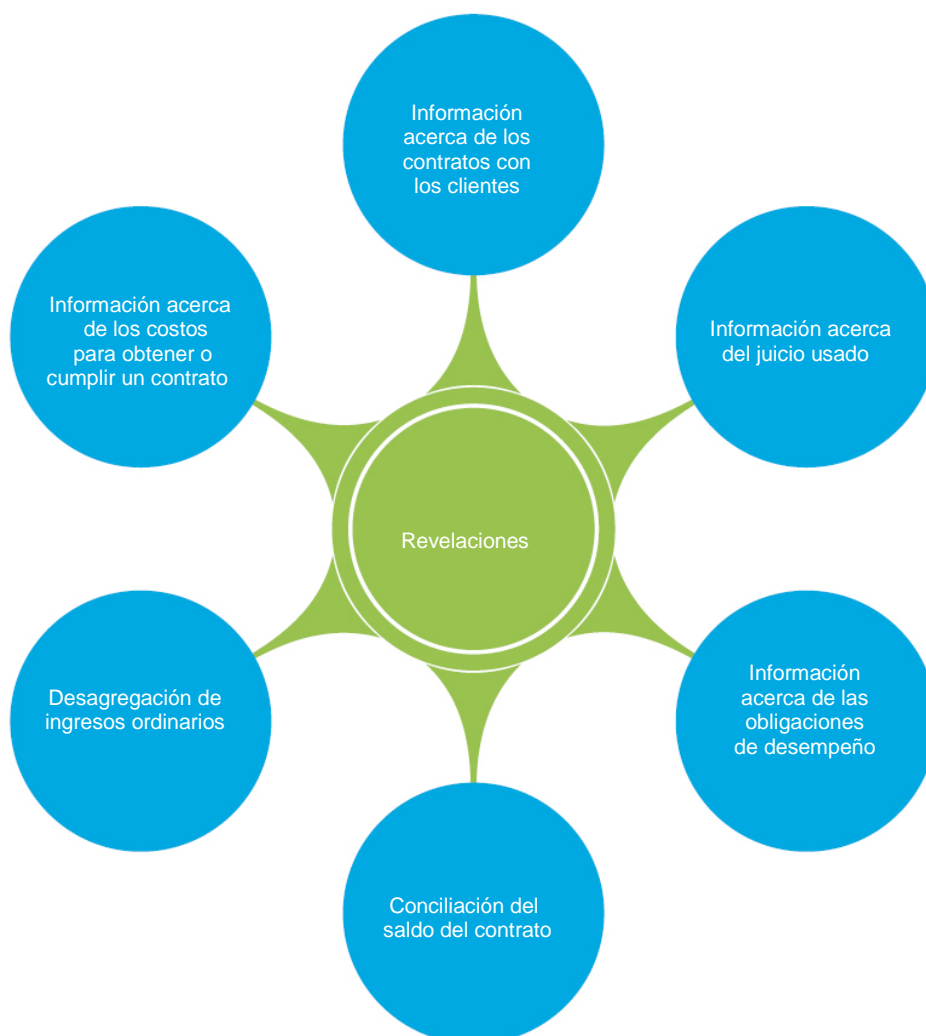 Información
acerca de los
contratos con
los clientes
Información acerca
de los costos
para obtener o
cumplir un contrato
Información acerca
del juicio usado
Revelaciones
Desagregación de
ingresos ordinarios
Información
acerca de las
obligaciones
de desempeño
Conciliación del
saldo del contrato